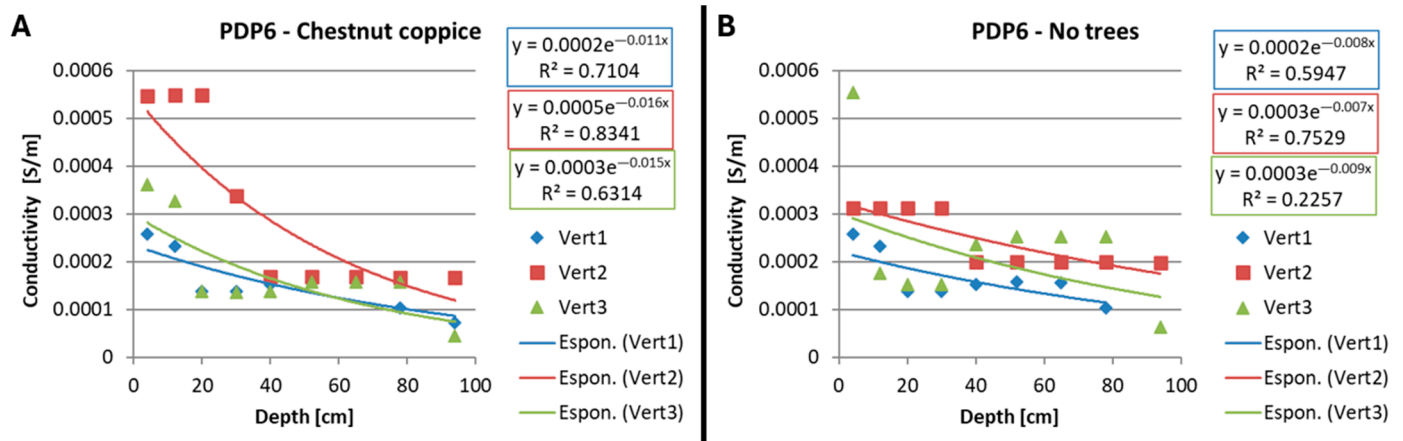 A
PDP6 - Chestnut coppice
y = 0.0002e^—0.011x
R² = 0.7104
y = 0.0005e^—0.016x
R² = 0.8341
y = 0.0003e^—0.015x
R² = 0.6314
0.0006
0.0005
0.0004
0.0003
0.0002
0.0001
0
Conductivity [S/m]
0 20 40 60 80 100
Depth [cm]
Vert1
Vert2
Vert3
Espon. (Vert1)
Espon. (Vert2)
Espon. (Vert3)
B
PDP6 - No trees
y = 0.0002e^—0.008x
R² = 0.5947
y = 0.0003e^—0.007x
R² = 0.7529
y = 0.0003e^—0.009x
R² = 0.2257
0.0006
0.0005
0.0004
0.0003
0.0002
0.0001
0
Conductivity [S/m]
0 20 40 60 80 100
Depth [cm]
Vert1
Vert2
Vert3
Espon. (Vert1)
Espon. (Vert2)
Espon. (Vert3)